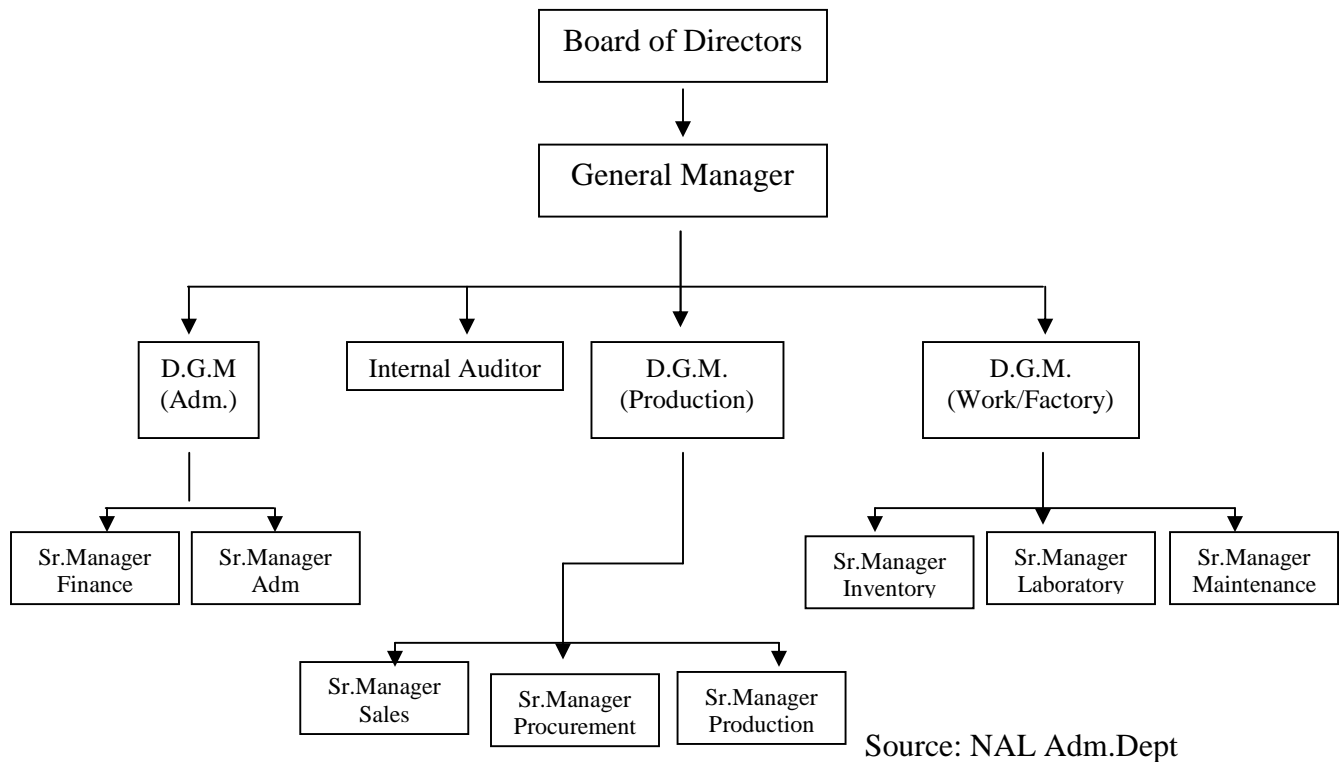 Board of Directors
General Manager
D.G.M
(Adm.)
Internal Auditor
D.G.M.
(Production)
D.G.M.
(Work/Factory)
Sr.Manager
Finance
Sr.Manager
Adm
Sr.Manager
Inventory
Sr.Manager
Laboratory
Sr.Manager
Maintenance
Sr.Manager
Sales
Sr.Manager
Procurement
Sr.Manager
Production
Source: NAL Adm.Dept